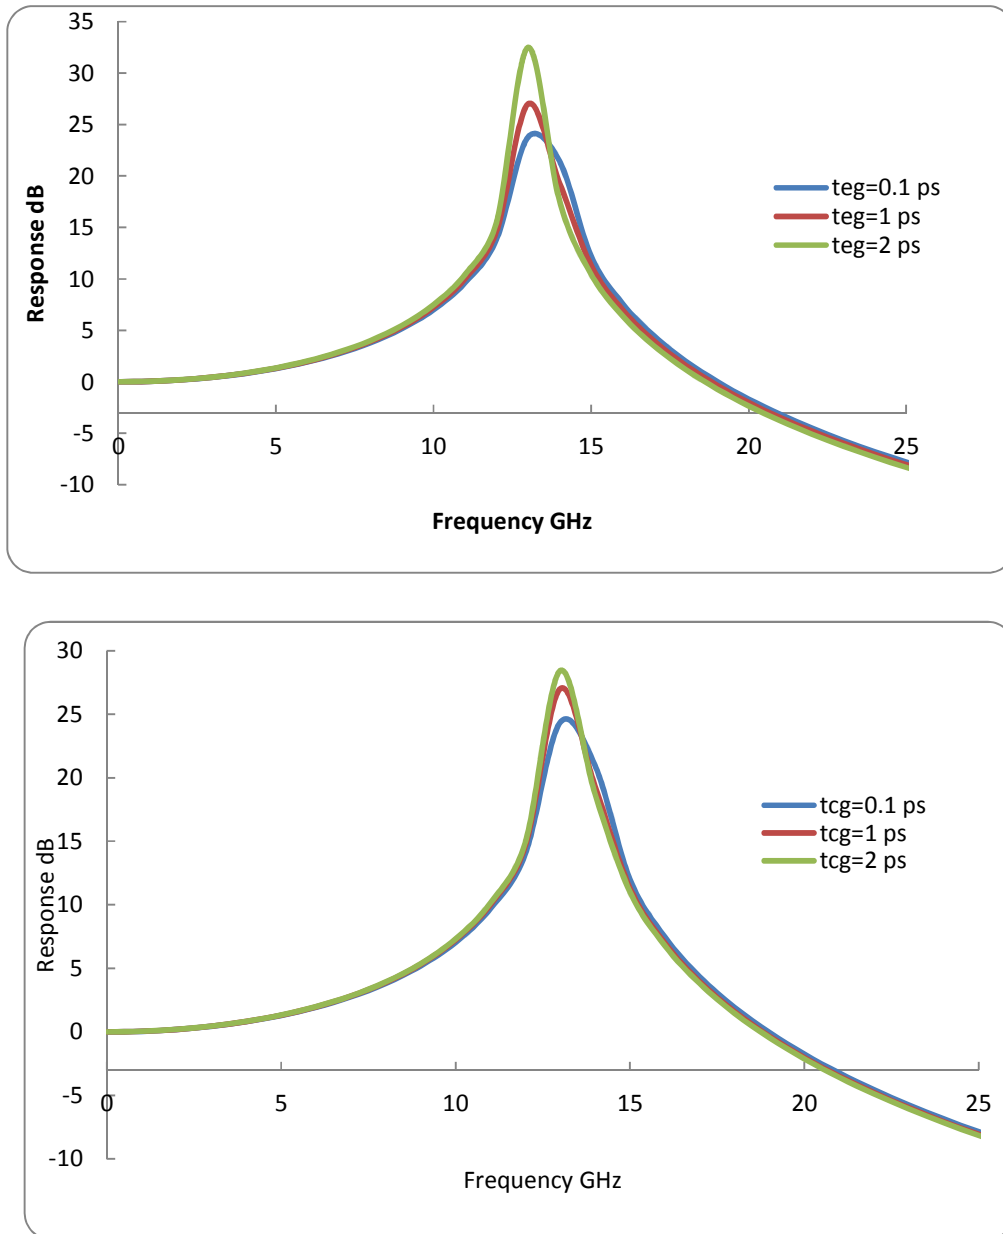 35
30
25
20
15
10
5
0
-5
-10
Response dB
0 5 10 15 20 25
Frequency GHz
teg=0.1 ps
teg=1 ps
teg=2 ps
30
25
20
15
10
5
0
-5
-10
Response dB
0 5 10 15 20 25
Frequency GHz
tcg=0.1 ps
tcg=1 ps
tcg=2 ps